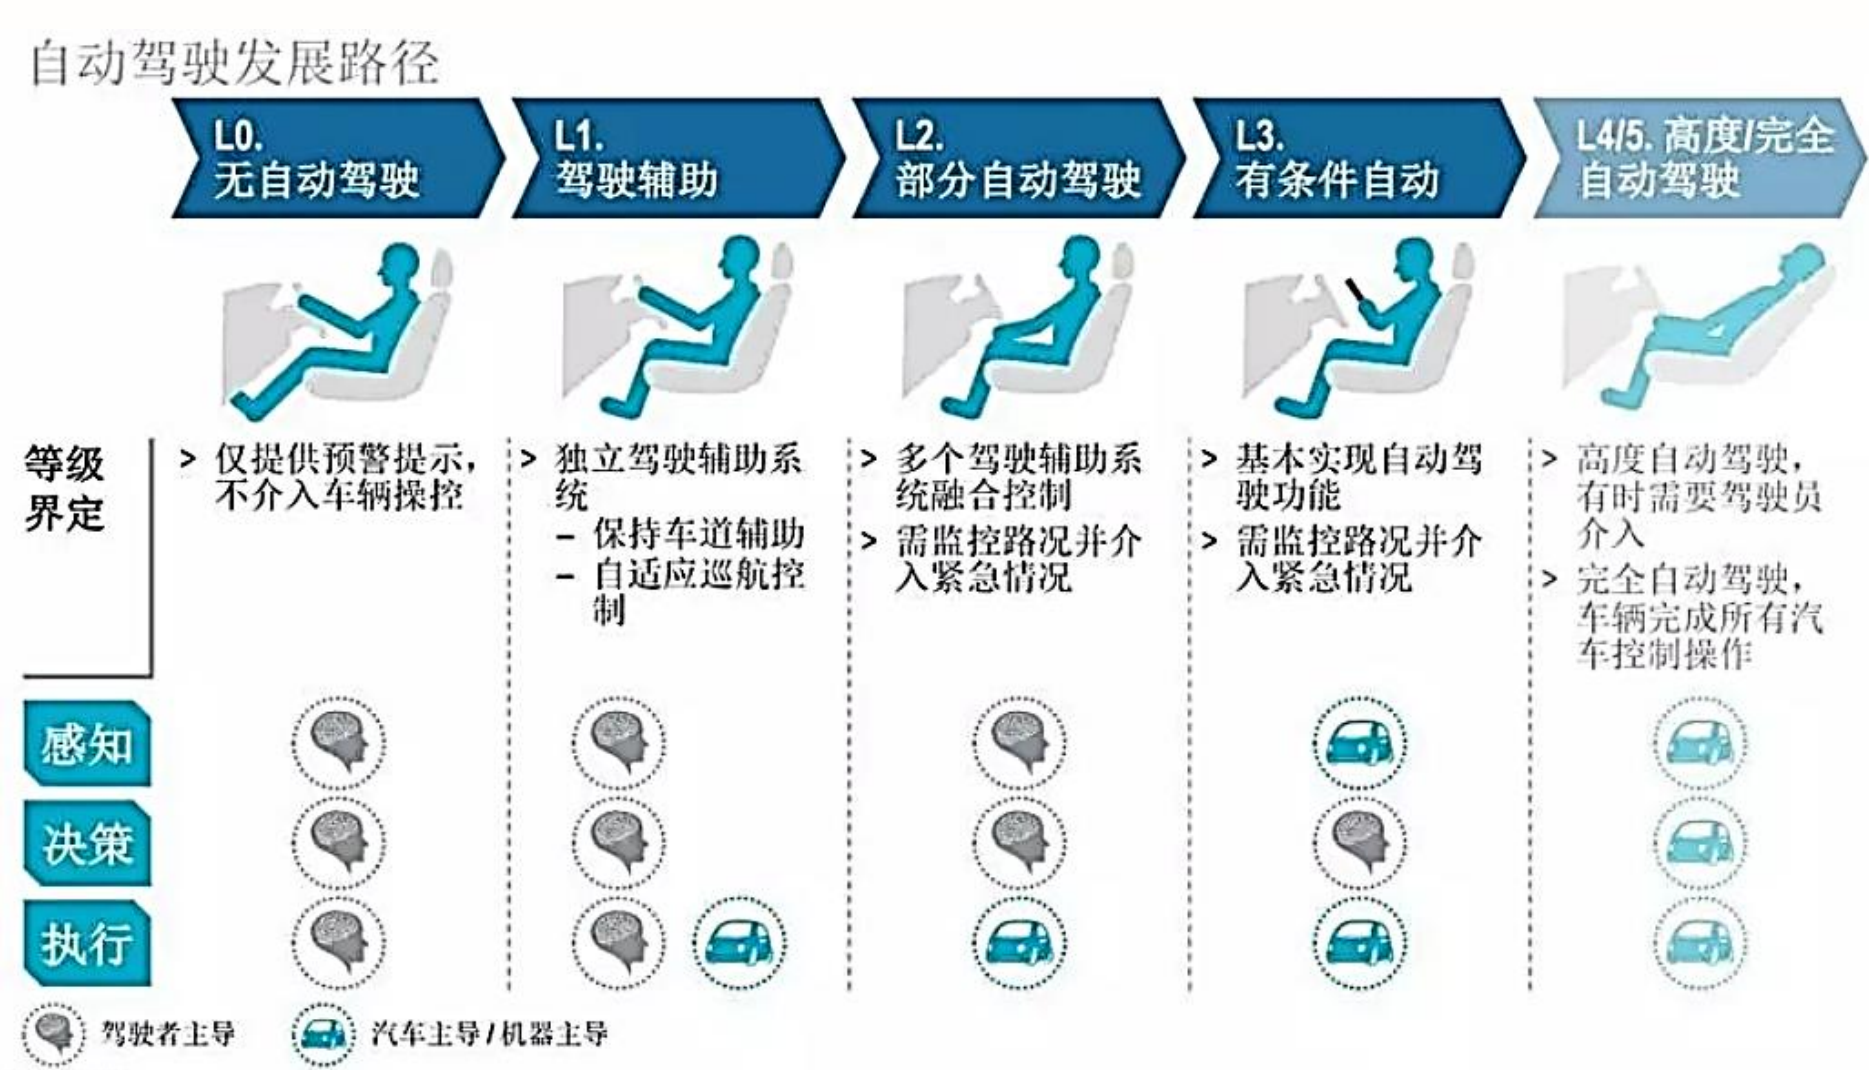 自动驾驶发展路径
L0.
无自动驾驶
L1.
驾驶辅助
L2.
部分自动驾驶
L3.
有条件自动
L4/5. 高度/完全
自动驾驶
等级
界定
> 仅提供预警提示，
不介入车辆操控
> 独立驾驶辅助系
统
– 保持车道辅助
– 自适应巡航控
制
> 多个驾驶辅助系
统融合控制
> 需监控路况并介
入紧急情况
> 基本实现自动驾
驶功能
> 需监控路况并介
入紧急情况
> 高度自动驾驶，
有时需要驾驶员
介入
> 完全自动驾驶，
车辆完成所有汽
车控制操作
感知
决策
执行
驾驶者主导
汽车主导/机器主导